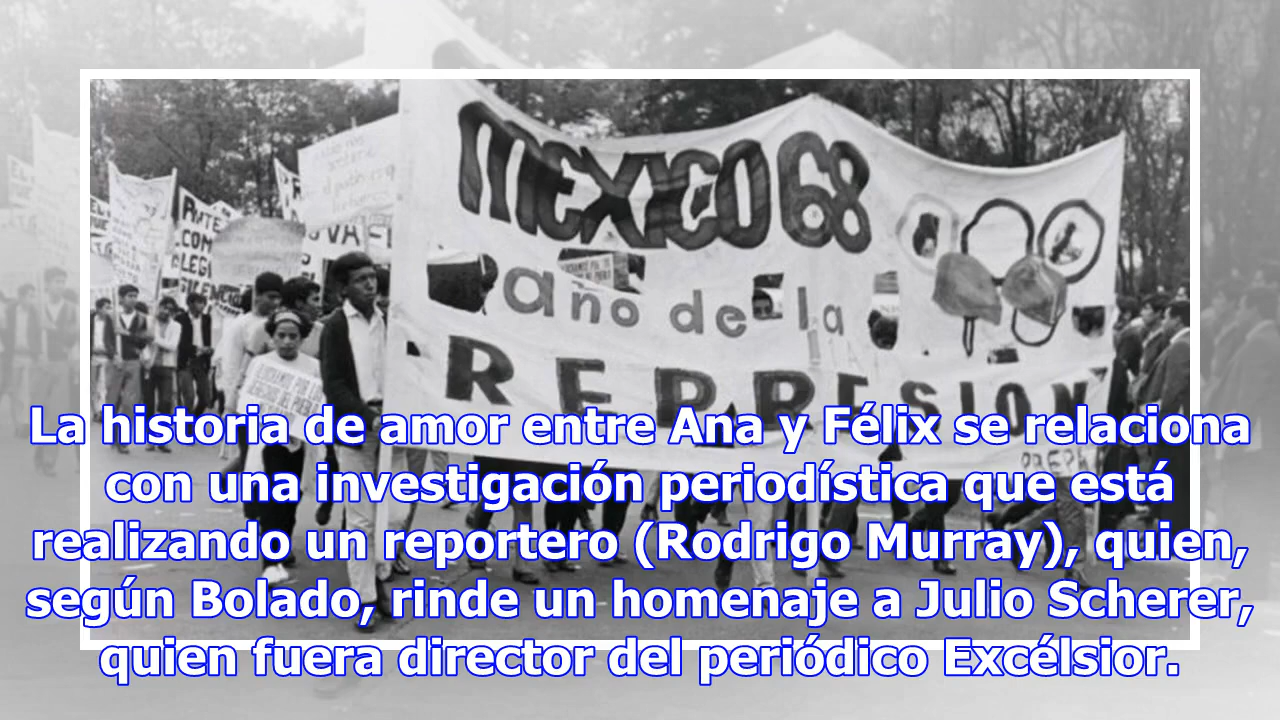 MEXICO 68
año de la
REPRESION
La historia de amor entre Ana y Félix se relaciona
con una investigación periodística que está
realizando un reportero (Rodrigo Murray), quien,
según Bolado, rinde un homenaje a Julio Scherer,
quien fuera director del periódico Excélsior.